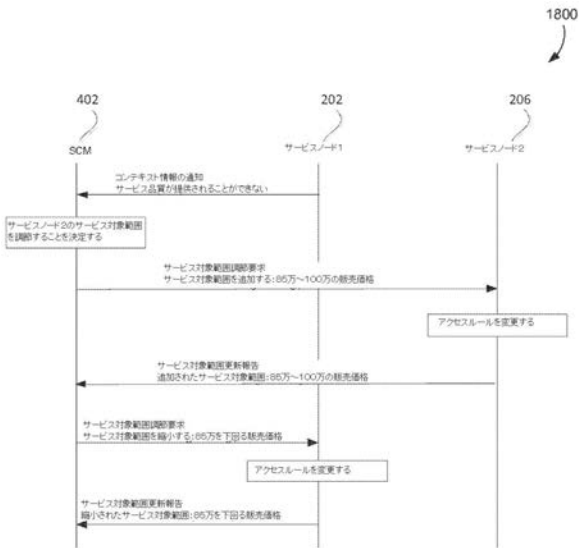 1800
402
202
206
SCM
サービスノード1
サービスノード2
コンテキスト情報の通知
サービス品質が提供されることができない
サービスノード2のサービス対象範囲
を調節することを決定する
サービス対象範囲調節要求
サービス対象範囲を追加する:85万~100万の販売価格
アクセスルールを変更する
サービス対象範囲更新報告
追加されたサービス対象範囲:85万~100万の販売価格
サービス対象範囲調節要求
サービス対象範囲を縮小する:85万を下回る販売価格
アクセスルールを変更する
サービス対象範囲更新報告
縮小されたサービス対象範囲:85万を下回る販売価格